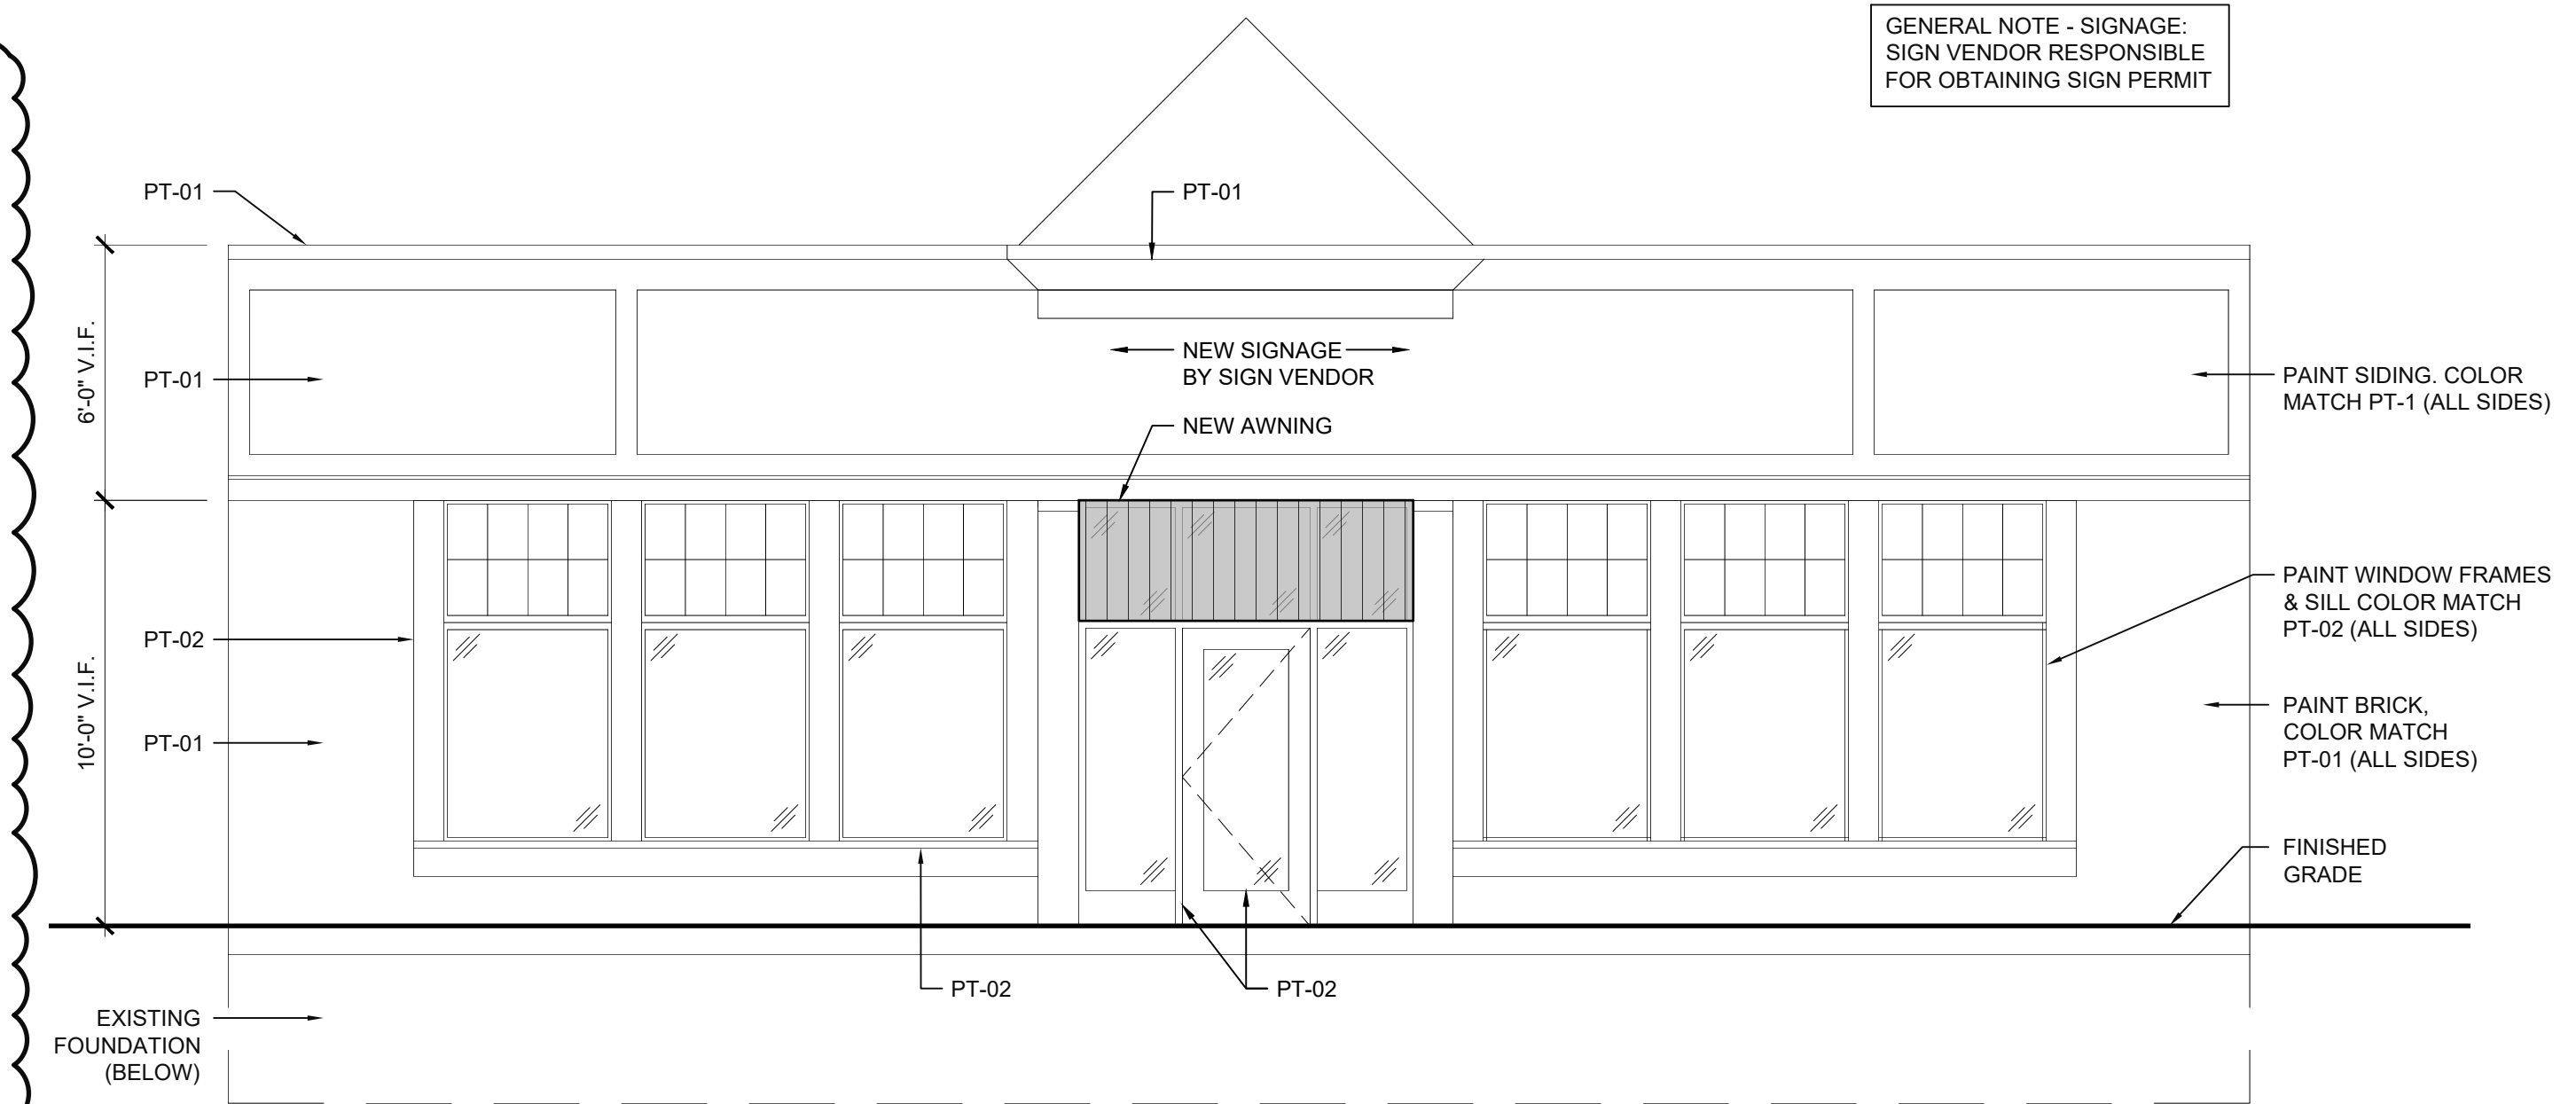 GENERAL NOTE - SIGNAGE:
SIGN VENDOR RESPONSIBLE
FOR OBTAINING SIGN PERMIT
PT-01
PT-01
6'-0" V.I.F.
PT-01
NEW SIGNAGE
BY SIGN VENDOR
PAINT SIDING. COLOR
MATCH PT-1 (ALL SIDES)
NEW AWNING
PAINT WINDOW FRAMES
& SILL COLOR MATCH
PT-02 (ALL SIDES)
PT-02
10'-0" V.I.F.
PT-01
PAINT BRICK,
COLOR MATCH
PT-01 (ALL SIDES)
FINISHED
GRADE
PT-02
PT-02
EXISTING
FOUNDATION
(BELOW)